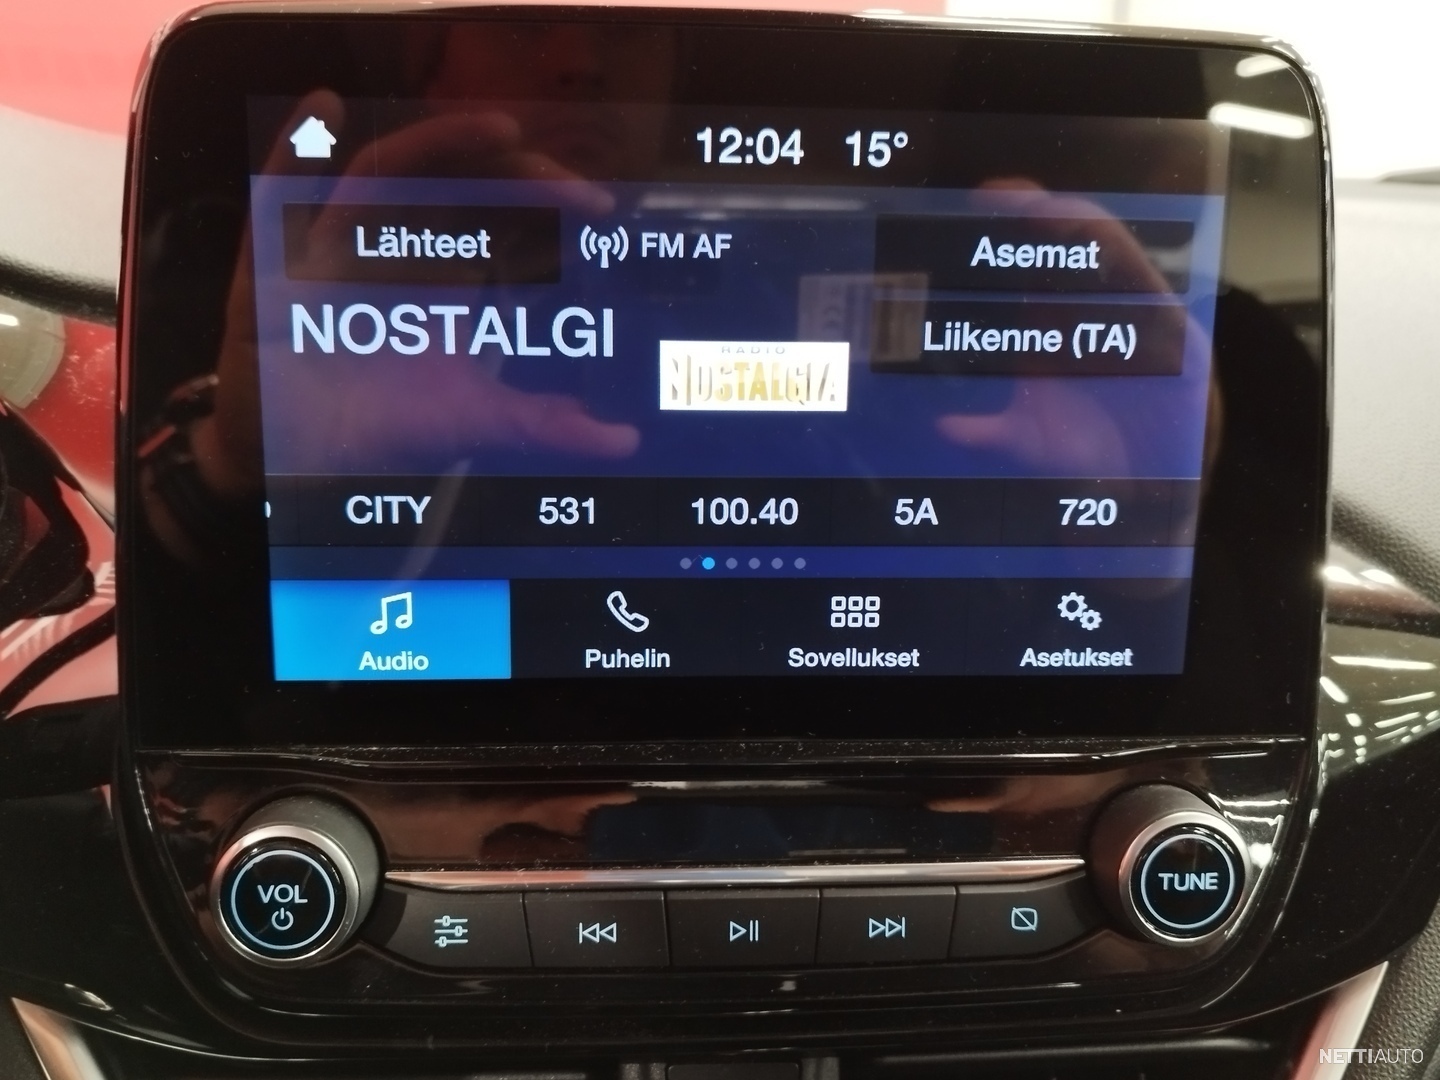 12:04 15°
Lähteet FM AF Asemat
NOSTALGI
RADIO
NOSTALGIA
Liikenne (TA)
CITY 531 100.40 5A 720
Audio Puhelin Sovellukset Asetukset
VOL TUNE
NETTIAUTO